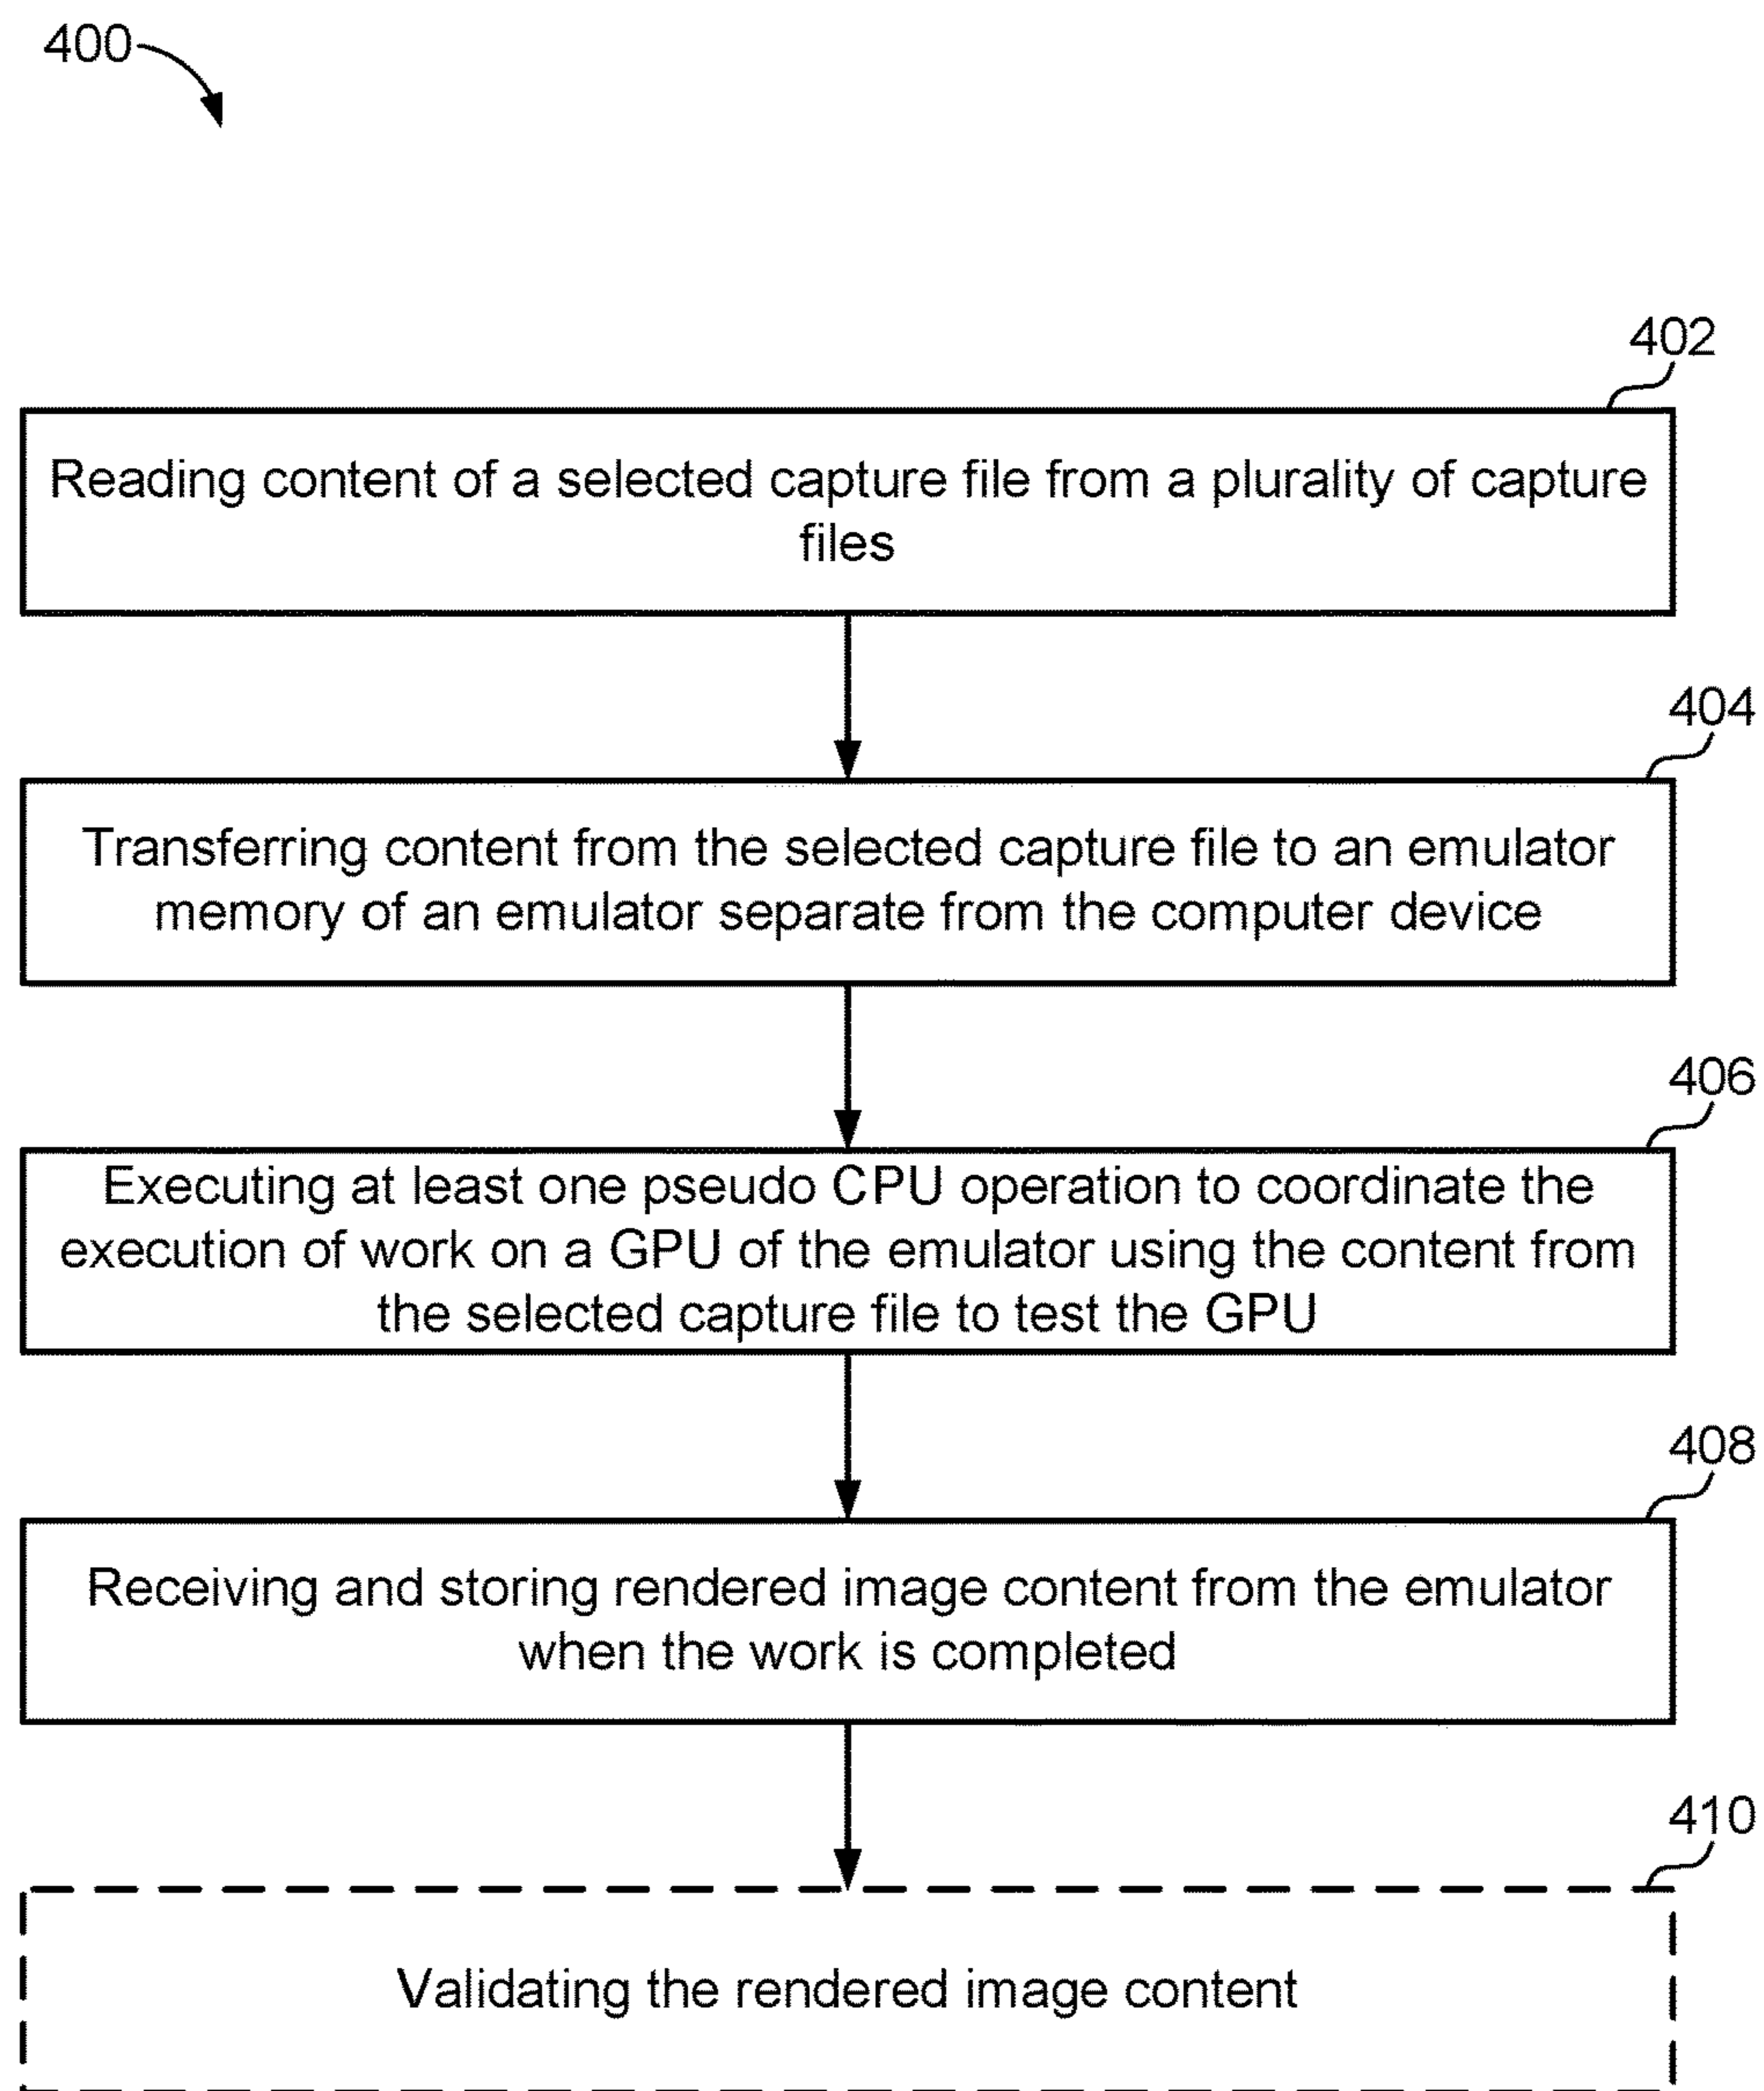 400
402
Reading content of a selected capture file from a plurality of capture
files
404
Transferring content from the selected capture file to an emulator
memory of an emulator separate from the computer device
406
Executing at least one pseudo CPU operation to coordinate the
execution of work on a GPU of the emulator using the content from
the selected capture file to test the GPU
408
Receiving and storing rendered image content from the emulator
when the work is completed
410
Validating the rendered image content